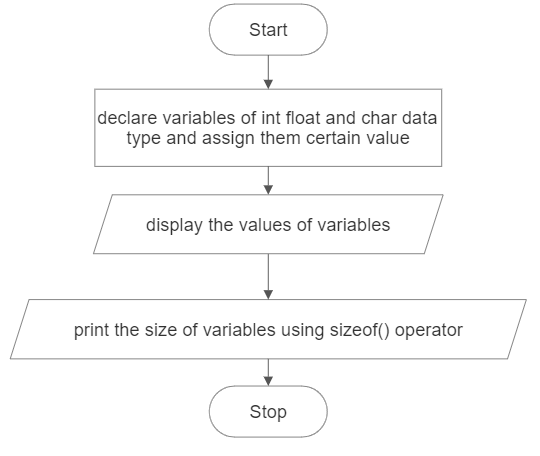 Start
declare variables of int float and char data
type and assign them certain value
display the values of variables
print the size of variables using sizeof() operator
Stop